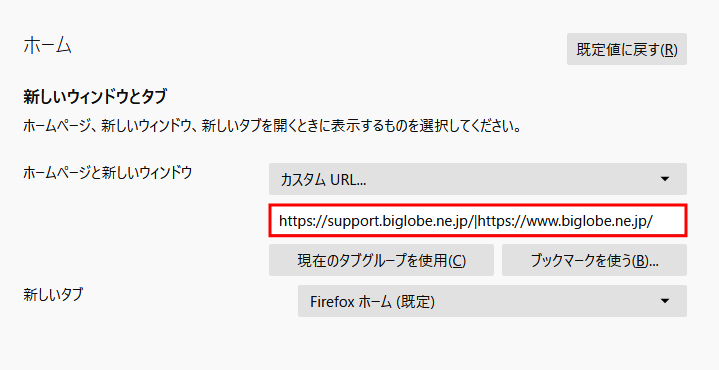 ホーム
既定値に戻す(R)
新しいウィンドウとタブ
ホームページ、新しいウィンドウ、新しいタブを開くときに表示するものを選択してください。
ホームページと新しいウィンドウ
カスタム URL...
https://support.biglobe.ne.jp/|https://www.biglobe.ne.jp/
現在のタブグループを使用(C)
ブックマークを使う(B)...
新しいタブ
Firefox ホーム (既定)